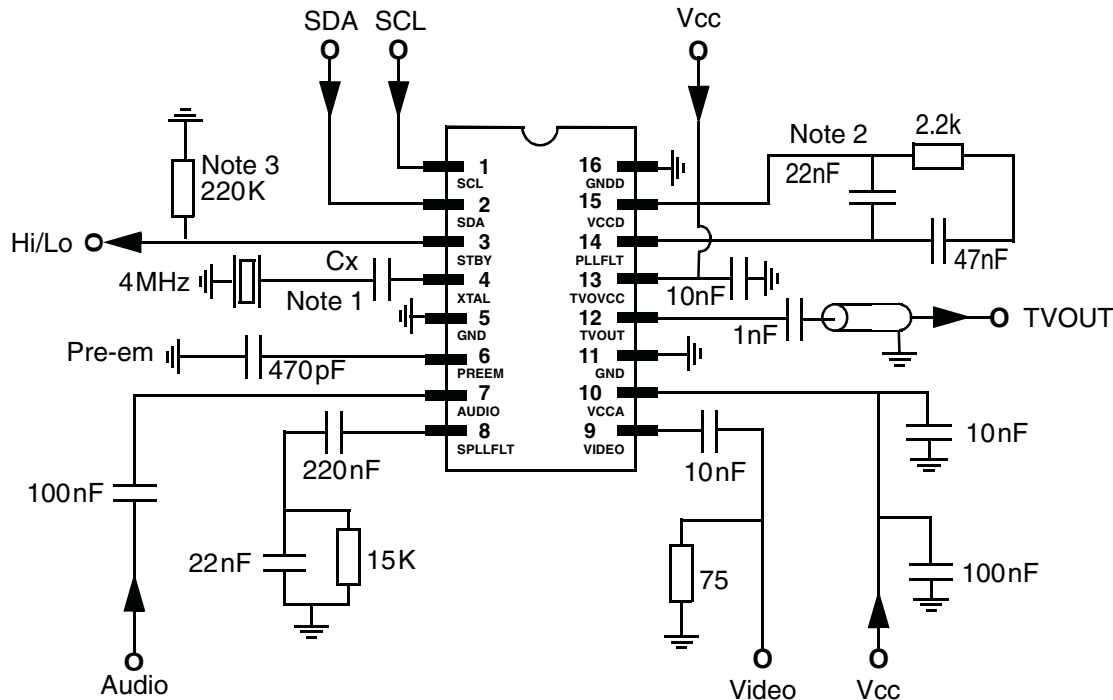 SDA SCL
Vcc
Note 3
220K
Hi/Lo
4MHz
Cx
Note 1
Pre-em
470pF
100nF
220nF
22nF
15K
Audio
1
SCL
2
SDA
3
STBY
4
XTAL
5
GND
6
PREEM
7
AUDIO
8
SPLLFLT
16
GNDD
15
VCCD
14
PLLFLT
13
TVOVCC
12
TVOUT
11
GND
10
VCCA
9
VIDEO
Note 2
2.2k
22nF
47nF
10nF
1nF
TVOUT
10nF
10nF
75
100nF
Video
Vcc